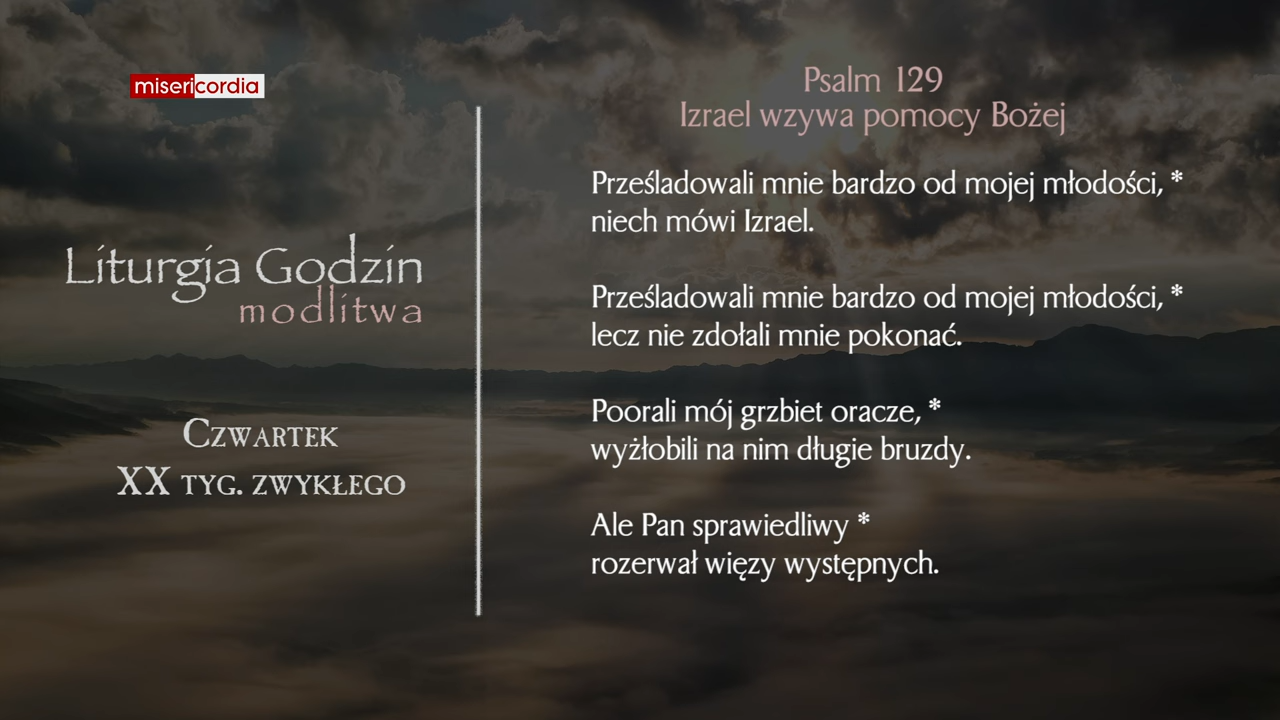 misericordia
Liturgia Godzin
modlitwa
Czwartek
XX tyg. zwykłego
Psalm 129
Izrael wzywa pomocy Bożej
Prześladowali mnie bardzo od mojej młodości, *
niech mówi Izrael.
Prześladowali mnie bardzo od mojej młodości, *
lecz nie zdołali mnie pokonać.
Poorali mój grzbiet oracze, *
wyżłobili na nim długie bruzdy.
Ale Pan sprawiedliwy *
rozerwał więzy występnych.